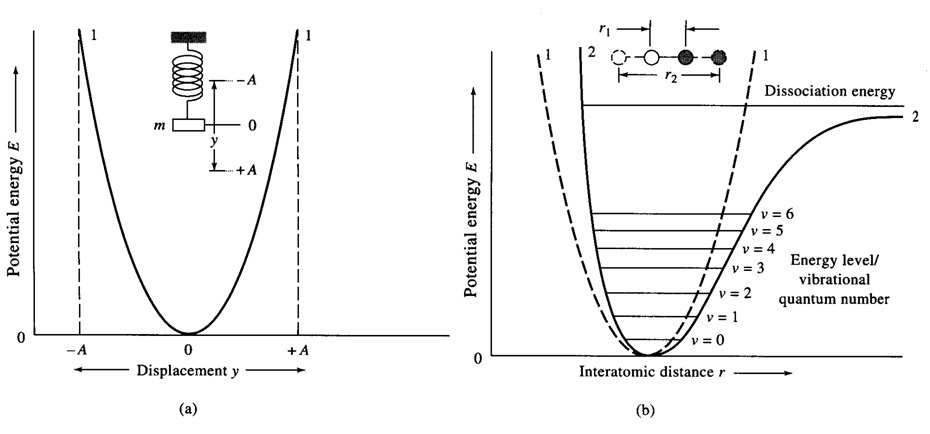 1
1
Potential energy E
−A
m
0
y
+A
0
−A
0
+A
Displacement y
(a)
r1
r2
1
2
1
Dissociation energy
2
Potential energy E
v = 6
v = 5
v = 4
v = 3
v = 2
v = 1
v = 0
Energy level/
vibrational
quantum number
0
Interatomic distance r
(b)